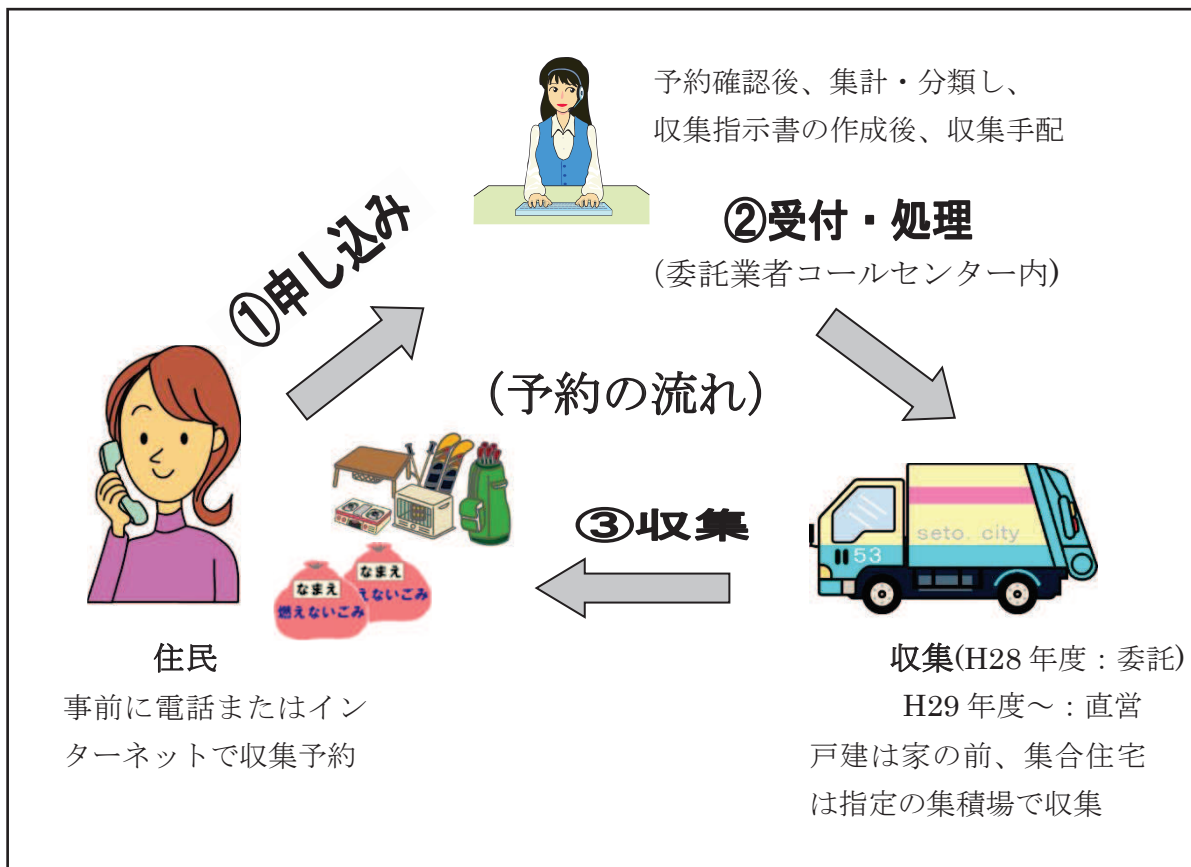 予約確認後、集計・分類し、
収集指示書の作成後、収集手配
①申し込み
②受付・処理
(委託業者コールセンター内)
(予約の流れ)
③収集
seto. city
53
なまえ
燃えないごみ
なまえ
えないごみ
住民
事前に電話またはイン
ターネットで収集予約
収集(H28年度：委託)
H29年度～：直営
戸建は家の前、集合住宅
は指定の集積場で収集